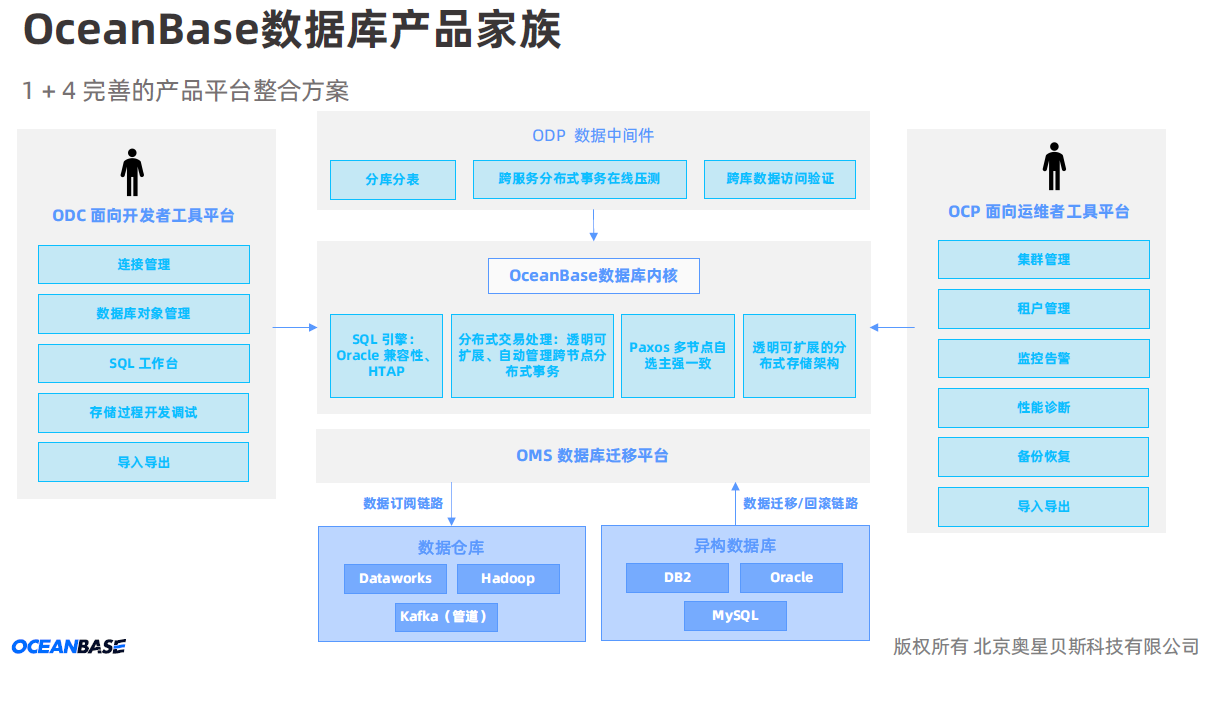 OceanBase数据库产品家族
1 + 4 完善的产品平台整合方案
ODC 面向开发者工具平台
连接管理
数据库对象管理
SQL 工作台
存储过程开发调试
导入导出
ODP 数据中间件
分库分表
跨服务分布式事务在线压测
跨库数据访问验证
OceanBase数据库内核
SQL 引擎：
Oracle 兼容性、
HTAP
分布式交易处理：透明可
扩展、自动管理跨节点分
布式事务
Paxos 多节点自
选主强一致
透明可扩展的分
布式存储架构
OMS 数据库迁移平台
数据订阅链路
数据迁移/回滚链路
数据仓库
Dataworks
Hadoop
Kafka（管道）
异构数据库
DB2
Oracle
MySQL
OCP 面向运维者工具平台
集群管理
租户管理
监控告警
性能诊断
备份恢复
导入导出
OCEANBASE
版权所有 北京奥星贝斯科技有限公司